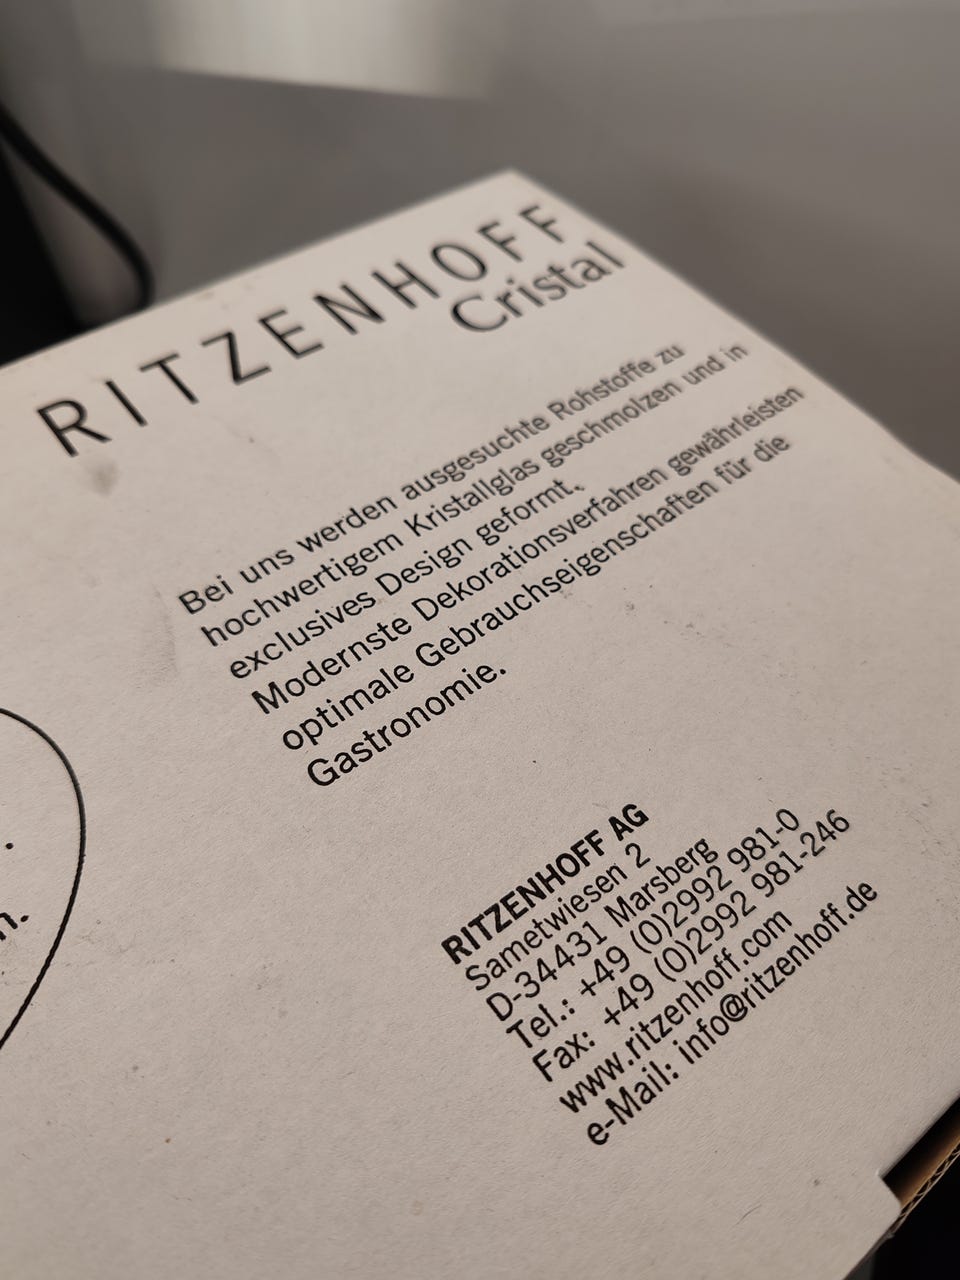 RITZENHOFF
Cristal
Bei uns werden ausgesuchte Rohstoffe zu
hochwertigem Kristallglas geschmolzen und in
exclusives Design geformt.
Modernste Dekorationsverfahren gewährleisten
optimale Gebrauchseigenschaften für die
Gastronomie.
RITZENHOFF AG
Sametwiesen 2
D-34431 Marsberg
Tel.: +49 (0)2992 981-0
Fax: +49 (0)2992 981-246
www.ritzenhoff.com
e-Mail: info@ritzenhoff.de